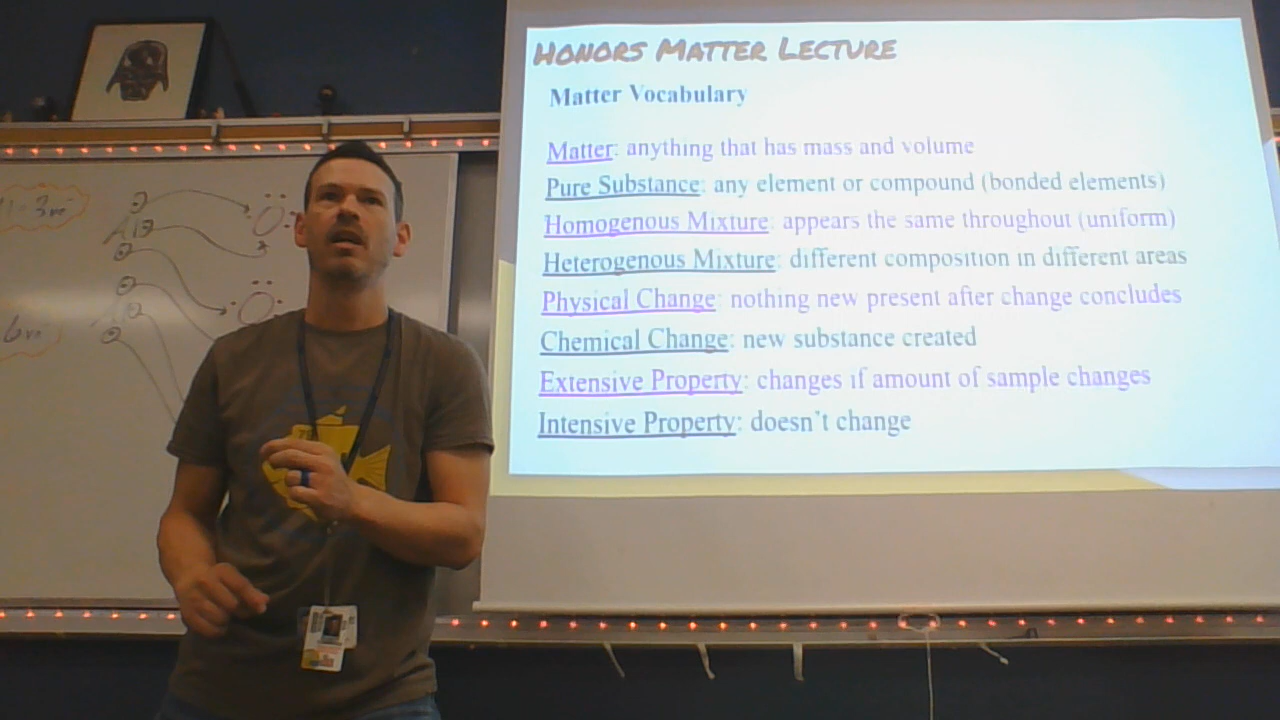 HONORS MATTER LECTURE
Matter Vocabulary
Matter: anything that has mass and volume
Pure Substance: any element or compound (bonded elements)
Homogenous Mixture: appears the same throughout (uniform)
Heterogenous Mixture: different composition in different areas
Physical Change: nothing new present after change concludes
Chemical Change: new substance created
Extensive Property: changes if amount of sample changes
Intensive Property: doesn't change